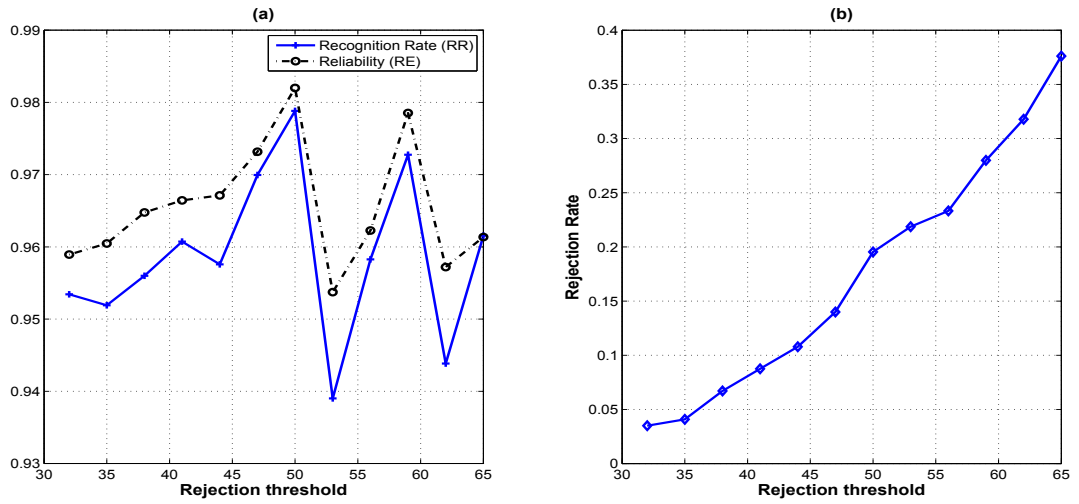 (a)
0.99
0.98
0.97
0.96
0.95
0.94
0.93
30 35 40 45 50 55 60 65
Rejection threshold
Recognition Rate (RR)
Reliability (RE)
(b)
0.4
0.35
0.3
0.25
0.2
0.15
0.1
0.05
0
Rejection Rate
30 35 40 45 50 55 60 65
Rejection threshold